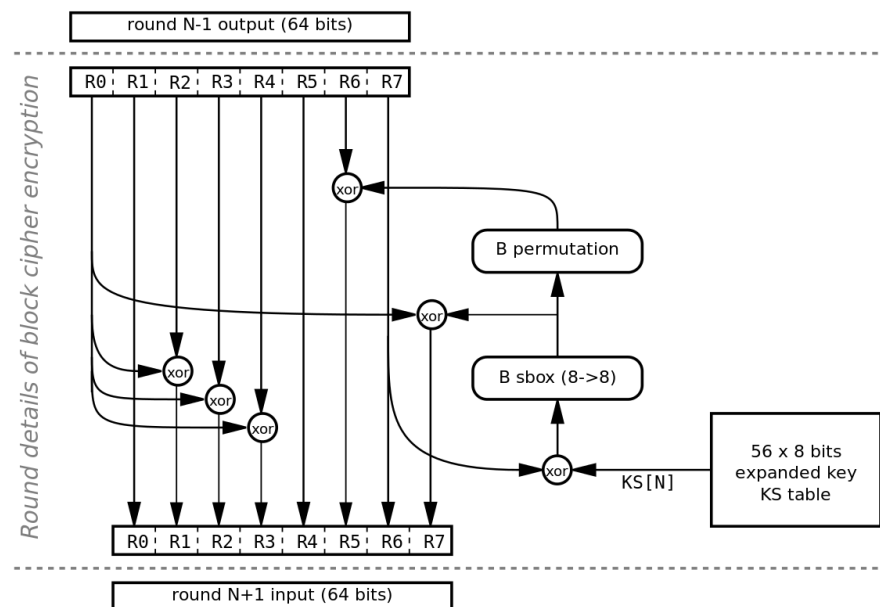 round N-1 output (64 bits)
Round details of block cipher encryption
R0 R1 R2 R3 R4 R5 R6 R7
xor
B permutation
xor
xor
B sbox (8->8)
xor
xor
xor
KS[N]
56 x 8 bits
expanded key
KS table
R0 R1 R2 R3 R4 R5 R6 R7
round N+1 input (64 bits)